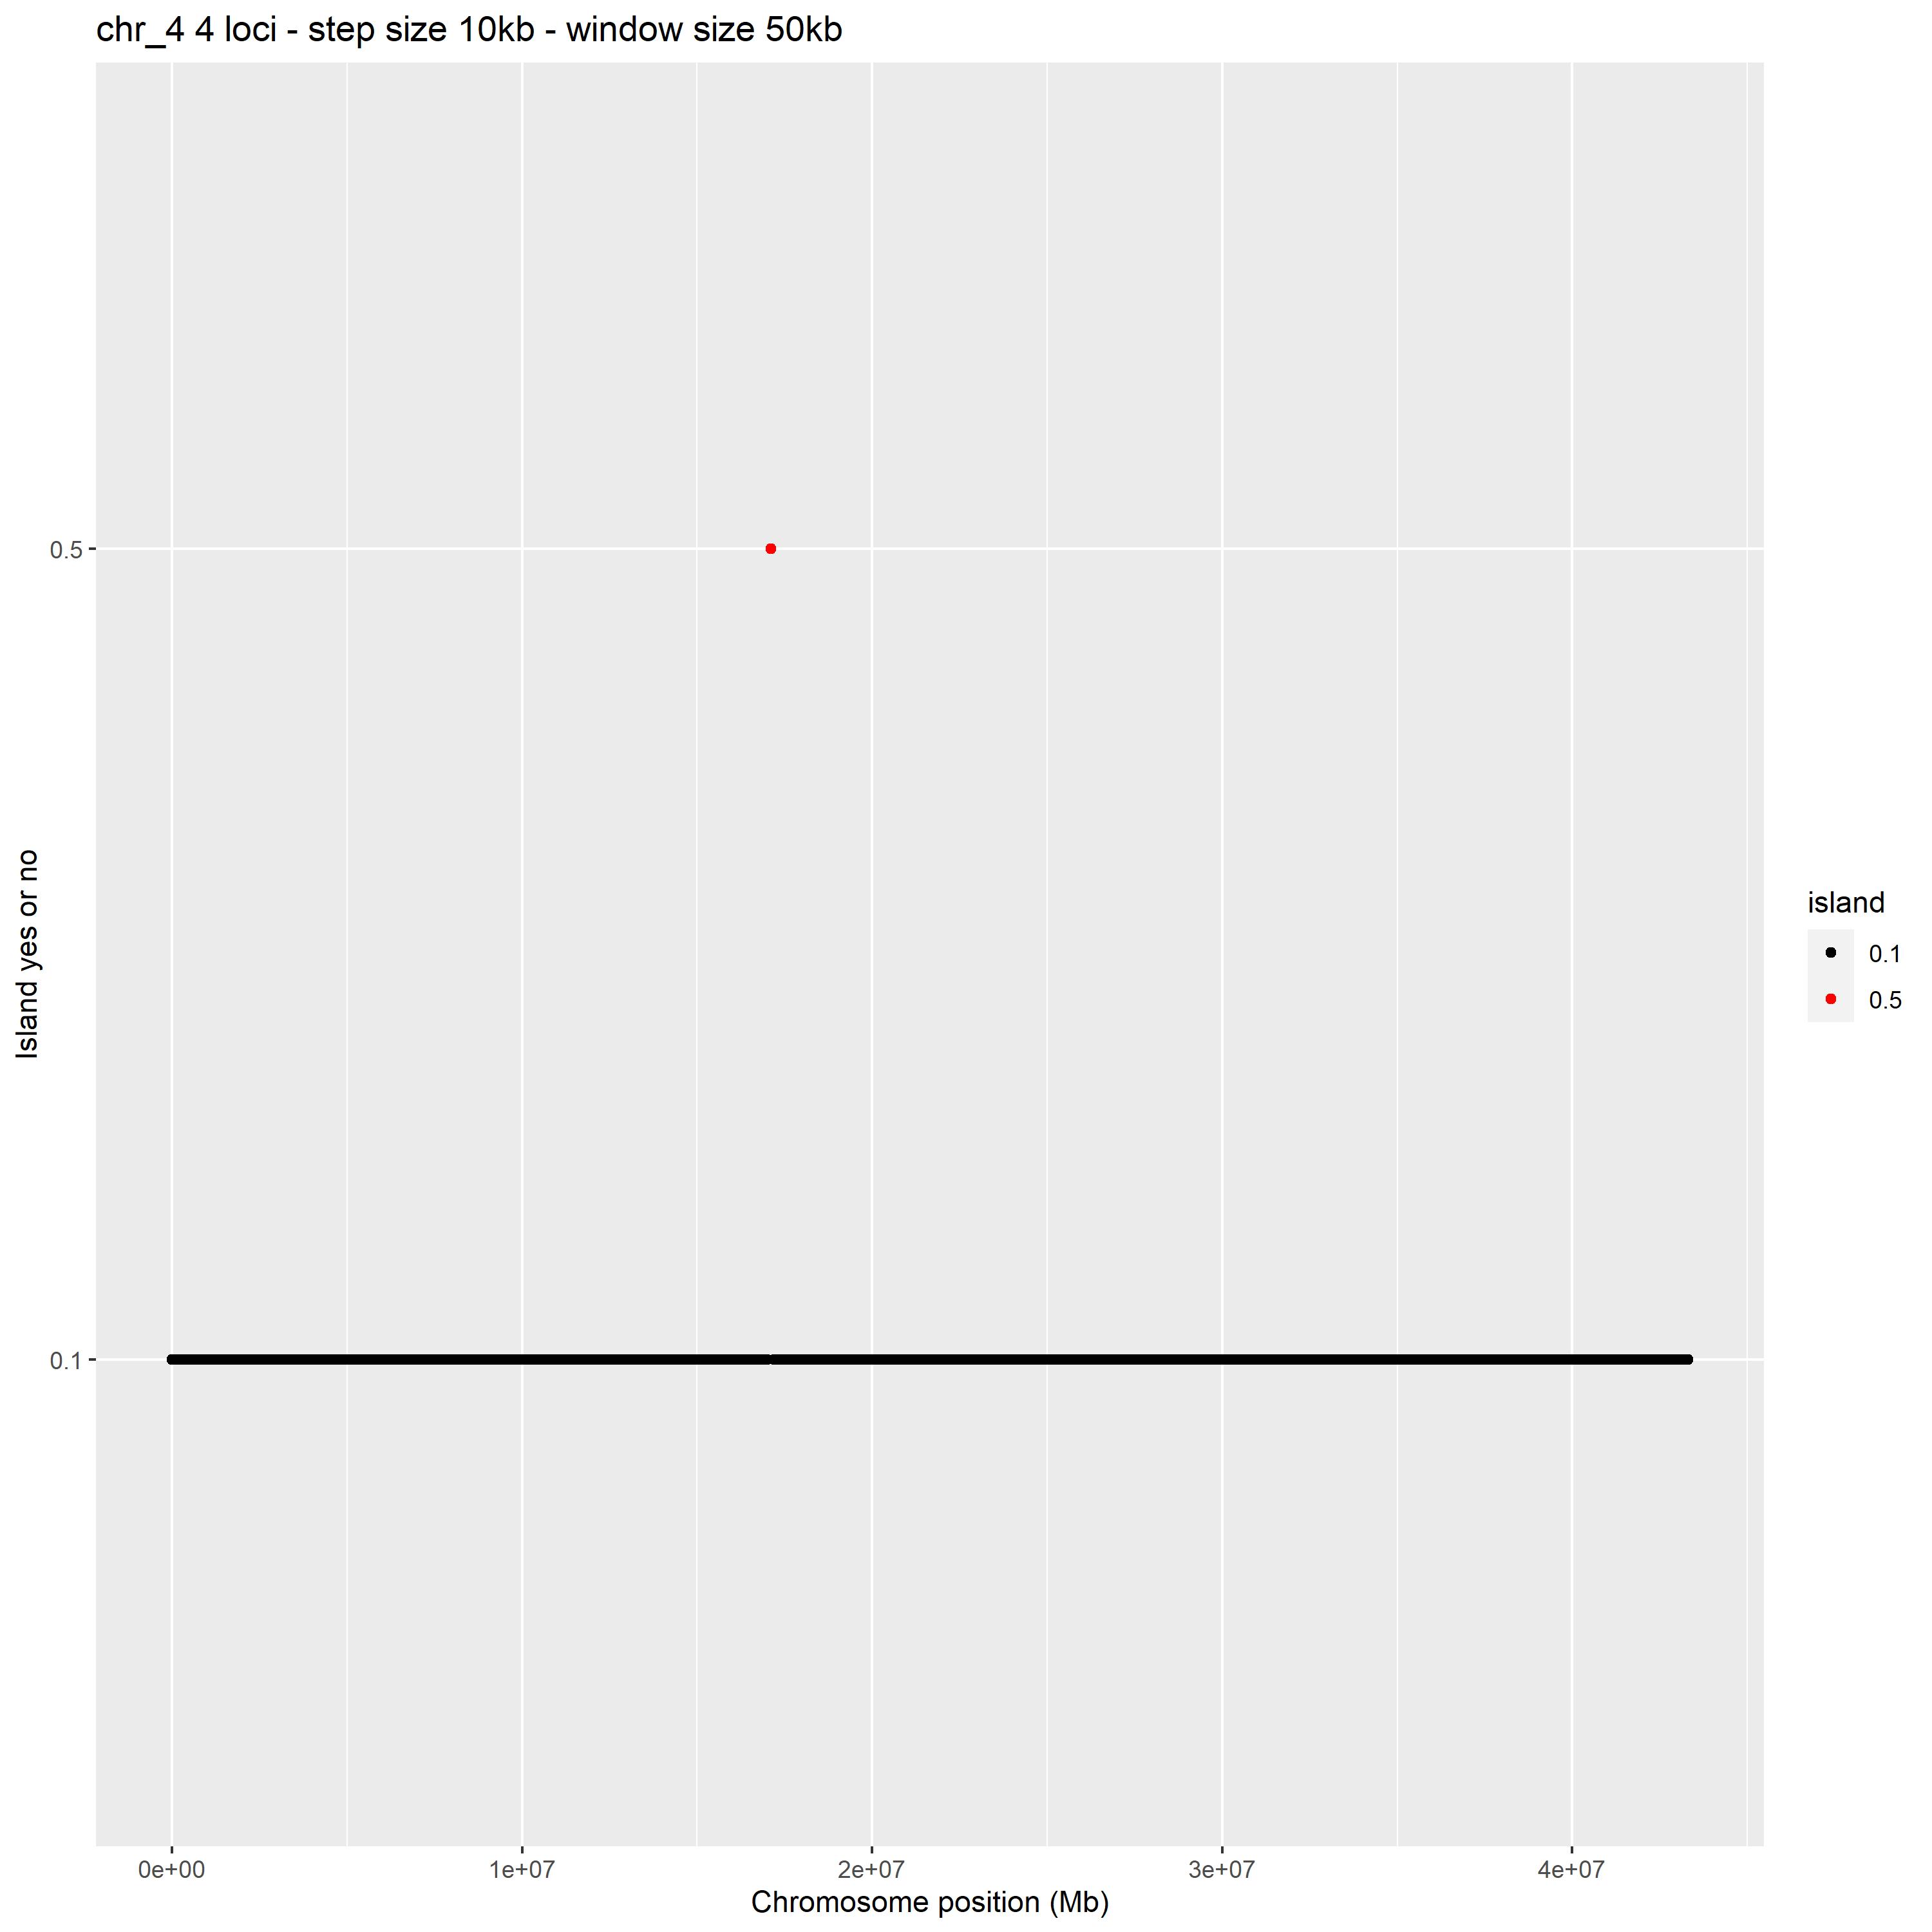 chr_4 4 loci - step size 10kb - window size 50kb
Island yes or no
0.5
0.1
island
0.1
0.5
0e+00 1e+07 2e+07 3e+07 4e+07
Chromosome position (Mb)